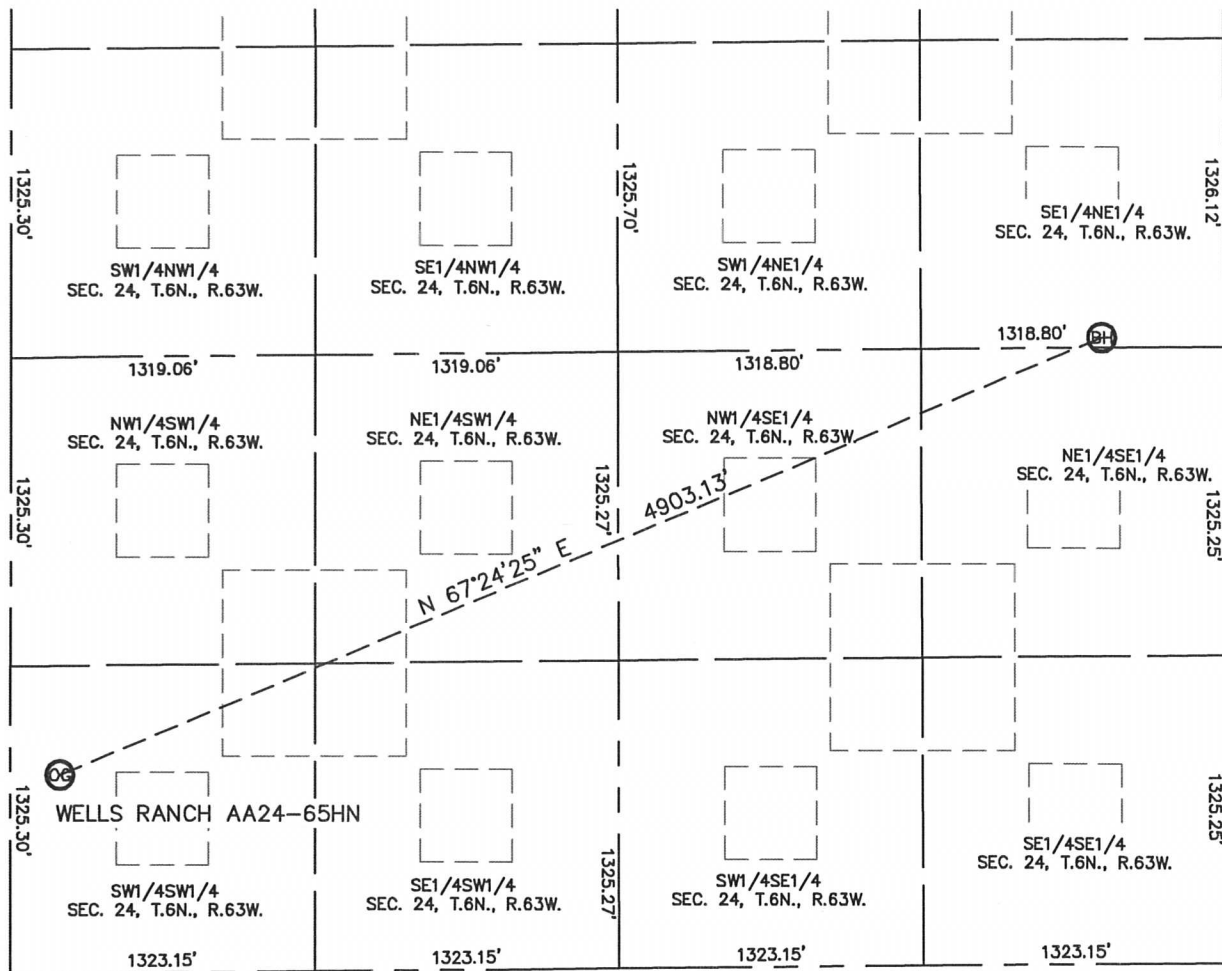 1325.30'
1325.70'
1326.12'
SW1/4NW1/4
SEC. 24, T.6N., R.63W.
SE1/4NW1/4
SEC. 24, T.6N., R.63W.
SW1/4NE1/4
SEC. 24, T.6N., R.63W.
SE1/4NE1/4
SEC. 24, T.6N., R.63W.
1319.06'
1319.06'
1318.80'
1318.80'
BH
NW1/4SW1/4
SEC. 24, T.6N., R.63W.
NE1/4SW1/4
SEC. 24, T.6N., R.63W.
NW1/4SE1/4
SEC. 24, T.6N., R.63W.
NE1/4SE1/4
SEC. 24, T.6N., R.63W.
1325.30'
1325.27'
1325.25'
N 67°24'25" E 4903.13'
OG
WELLS RANCH AA24-65HN
1325.30'
1325.27'
1325.25'
SW1/4SW1/4
SEC. 24, T.6N., R.63W.
SE1/4SW1/4
SEC. 24, T.6N., R.63W.
SW1/4SE1/4
SEC. 24, T.6N., R.63W.
SE1/4SE1/4
SEC. 24, T.6N., R.63W.
1323.15'
1323.15'
1323.15'
1323.15'